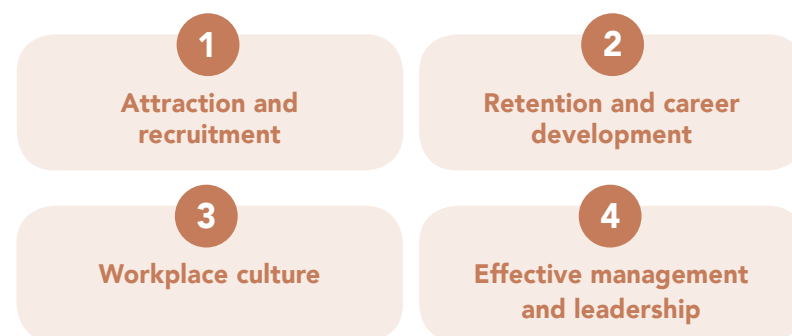 1
Attraction and
recruitment
2
Retention and career
development
3
Workplace culture
4
Effective management
and leadership